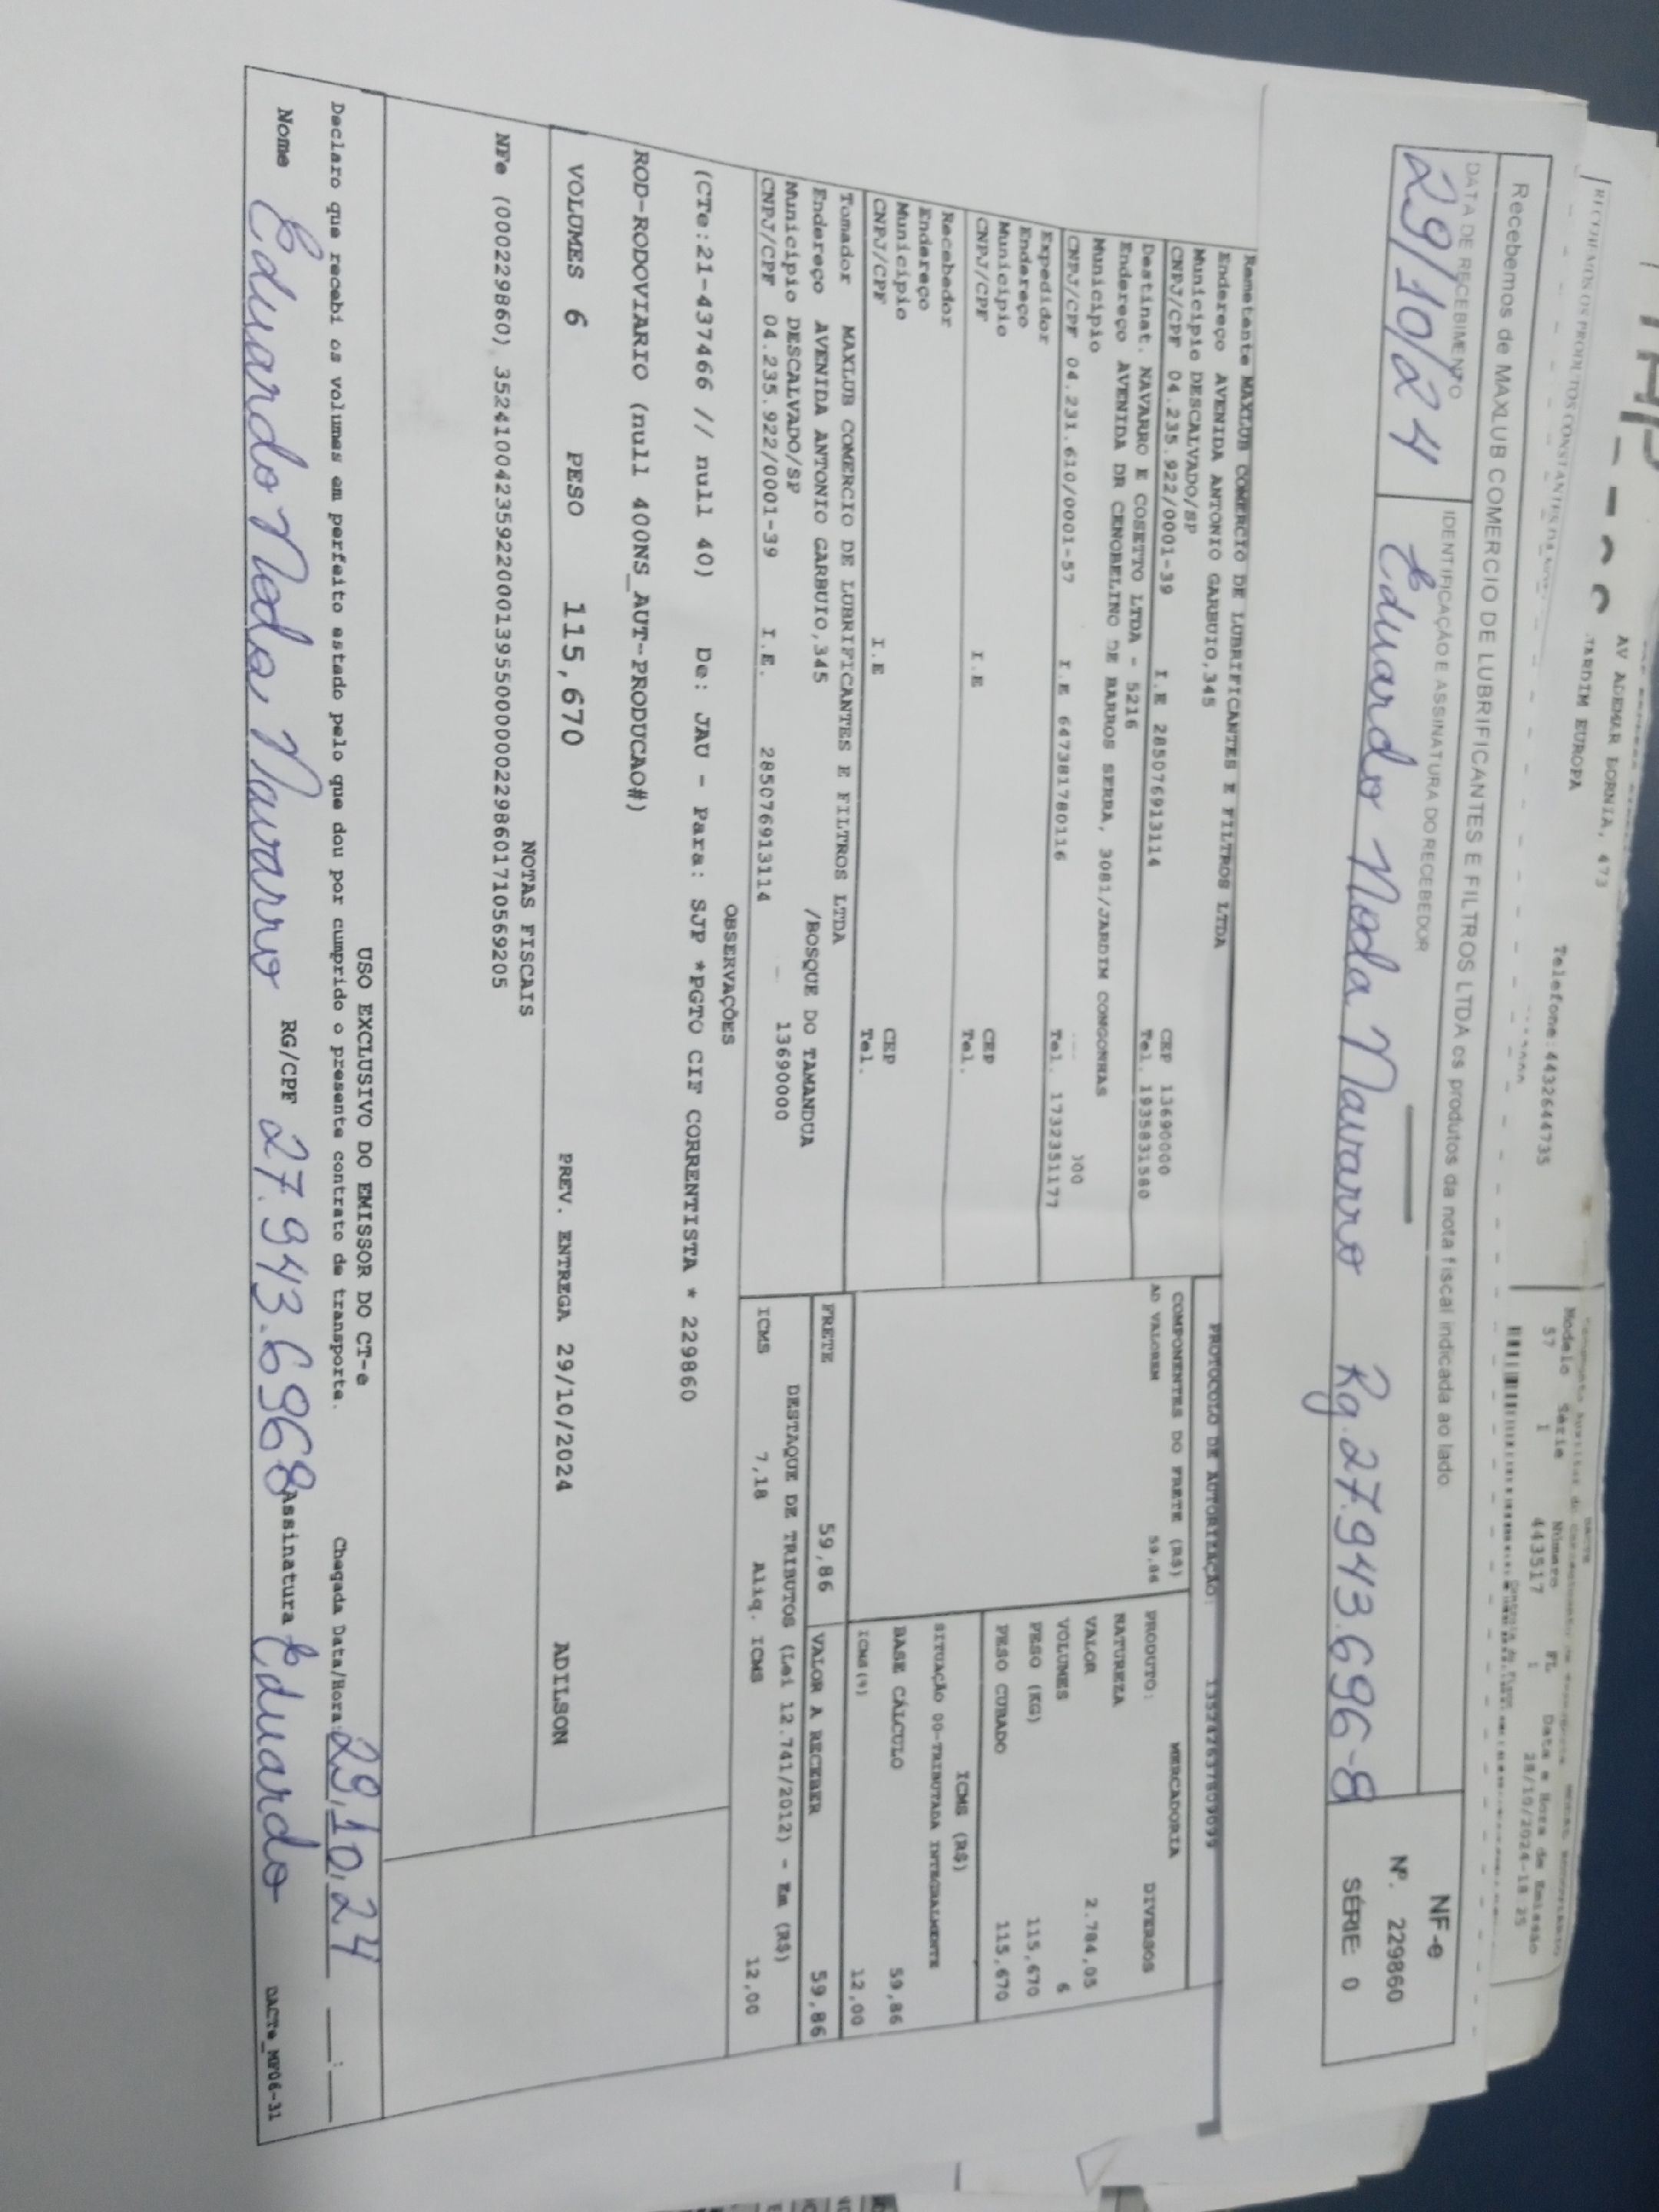 AV ADEMAR BORNIA, 473
JARDIM EUROPA
Telefone:4432644735
Modelo Série Número FL Data e Hora de Emissão
57 1 443517 1 28/10/2024-18 25
RECEBEMOS OS PRODUTOS CONSTANTES DA
Recebemos de MAXLUB COMERCIO DE LUBRIFICANTES E FILTROS LTDA os produtos da nota fiscal indicada ao lado.
DATA DE RECEBIMENTO
29/10/24
IDENTIFICAÇÃO E ASSINATURA DO RECEBEDOR
Eduardo Noda Navarro Rg.27.943.696-8
NF-e
Nº. 229860
SÉRIE 0
PROTOCOLO DE AUTORIZAÇÃO:
Remetente MAXLUB COMERCIO DE LUBRIFICANTES E FILTROS LTDA
Endereço AVENIDA ANTONIO GARBUIO,345
Município DESCALVADO/SP CEP 13690000
CNPJ/CPF 04.235.922/0001-39 I.E 285076913114 Tel. 1935831580
Destinat. NAVARRO E COSETTO LTDA - 5216
Endereço AVENIDA DR CENOBELINO DE BARROS SERRA, 3081/JARDIM CONGONHAS
Município
CNPJ/CPF 04.231.610/0001-57 I.E 647381780116 Tel. 1732351177
Expedidor
Endereço
Município CEP
CNPJ/CPF I.E Tel.
Recebedor
Endereço
Município CEP
CNPJ/CPF I.E Tel.
Tomador MAXLUB COMERCIO DE LUBRIFICANTES E FILTROS LTDA
Endereço AVENIDA ANTONIO GARBUIO,345 /BOSQUE DO TAMANDUA
Município DESCALVADO/SP 13690000
CNPJ/CPF 04.235.922/0001-39 I.E. 285076913114
COMPONENTES DO FRETE (R$)
AD VALOREM 59,86
MERCADORIA
PRODUTO: DIVERSOS
NATUREZA
VALOR 2.784,05
VOLUMES 6
PESO (KG) 115,670
PESO CUBADO 115,670
ICMS (R$)
SITUAÇÃO 00-TRIBUTADA INTEGRALMENTE
BASE CÁLCULO 59,86
ICMS(%) 12,00
FRETE 59,86 VALOR A RECEBER 59,86
DESTAQUE DE TRIBUTOS (Lei 12.741/2012) - Em (R$)
ICMS 7,18 Aliq. ICMS 12,00
OBSERVAÇÕES
(CTe:21-437466 // null 40) De: JAU - Para: SJP *PGTO CIF CORRENTISTA * 229860
ROD-RODOVIARIO (null 400NS_AUT-PRODUCAO#)
VOLUMES 6 PESO 115,670 PREV. ENTREGA 29/10/2024 ADILSON
NOTAS FISCAIS
NFe (000229860) 35241004235922000139550000002298601710569205
USO EXCLUSIVO DO EMISSOR DO CT-e
Declaro que recebi os volumes em perfeito estado pelo que dou por cumprido o presente contrato de transporte. Chegada Data/Hora: 29,10,24 __:__
Nome Eduardo Noda Navarro RG/CPF 27.943.6968 Assinatura Eduardo
DACTe_MF06-31